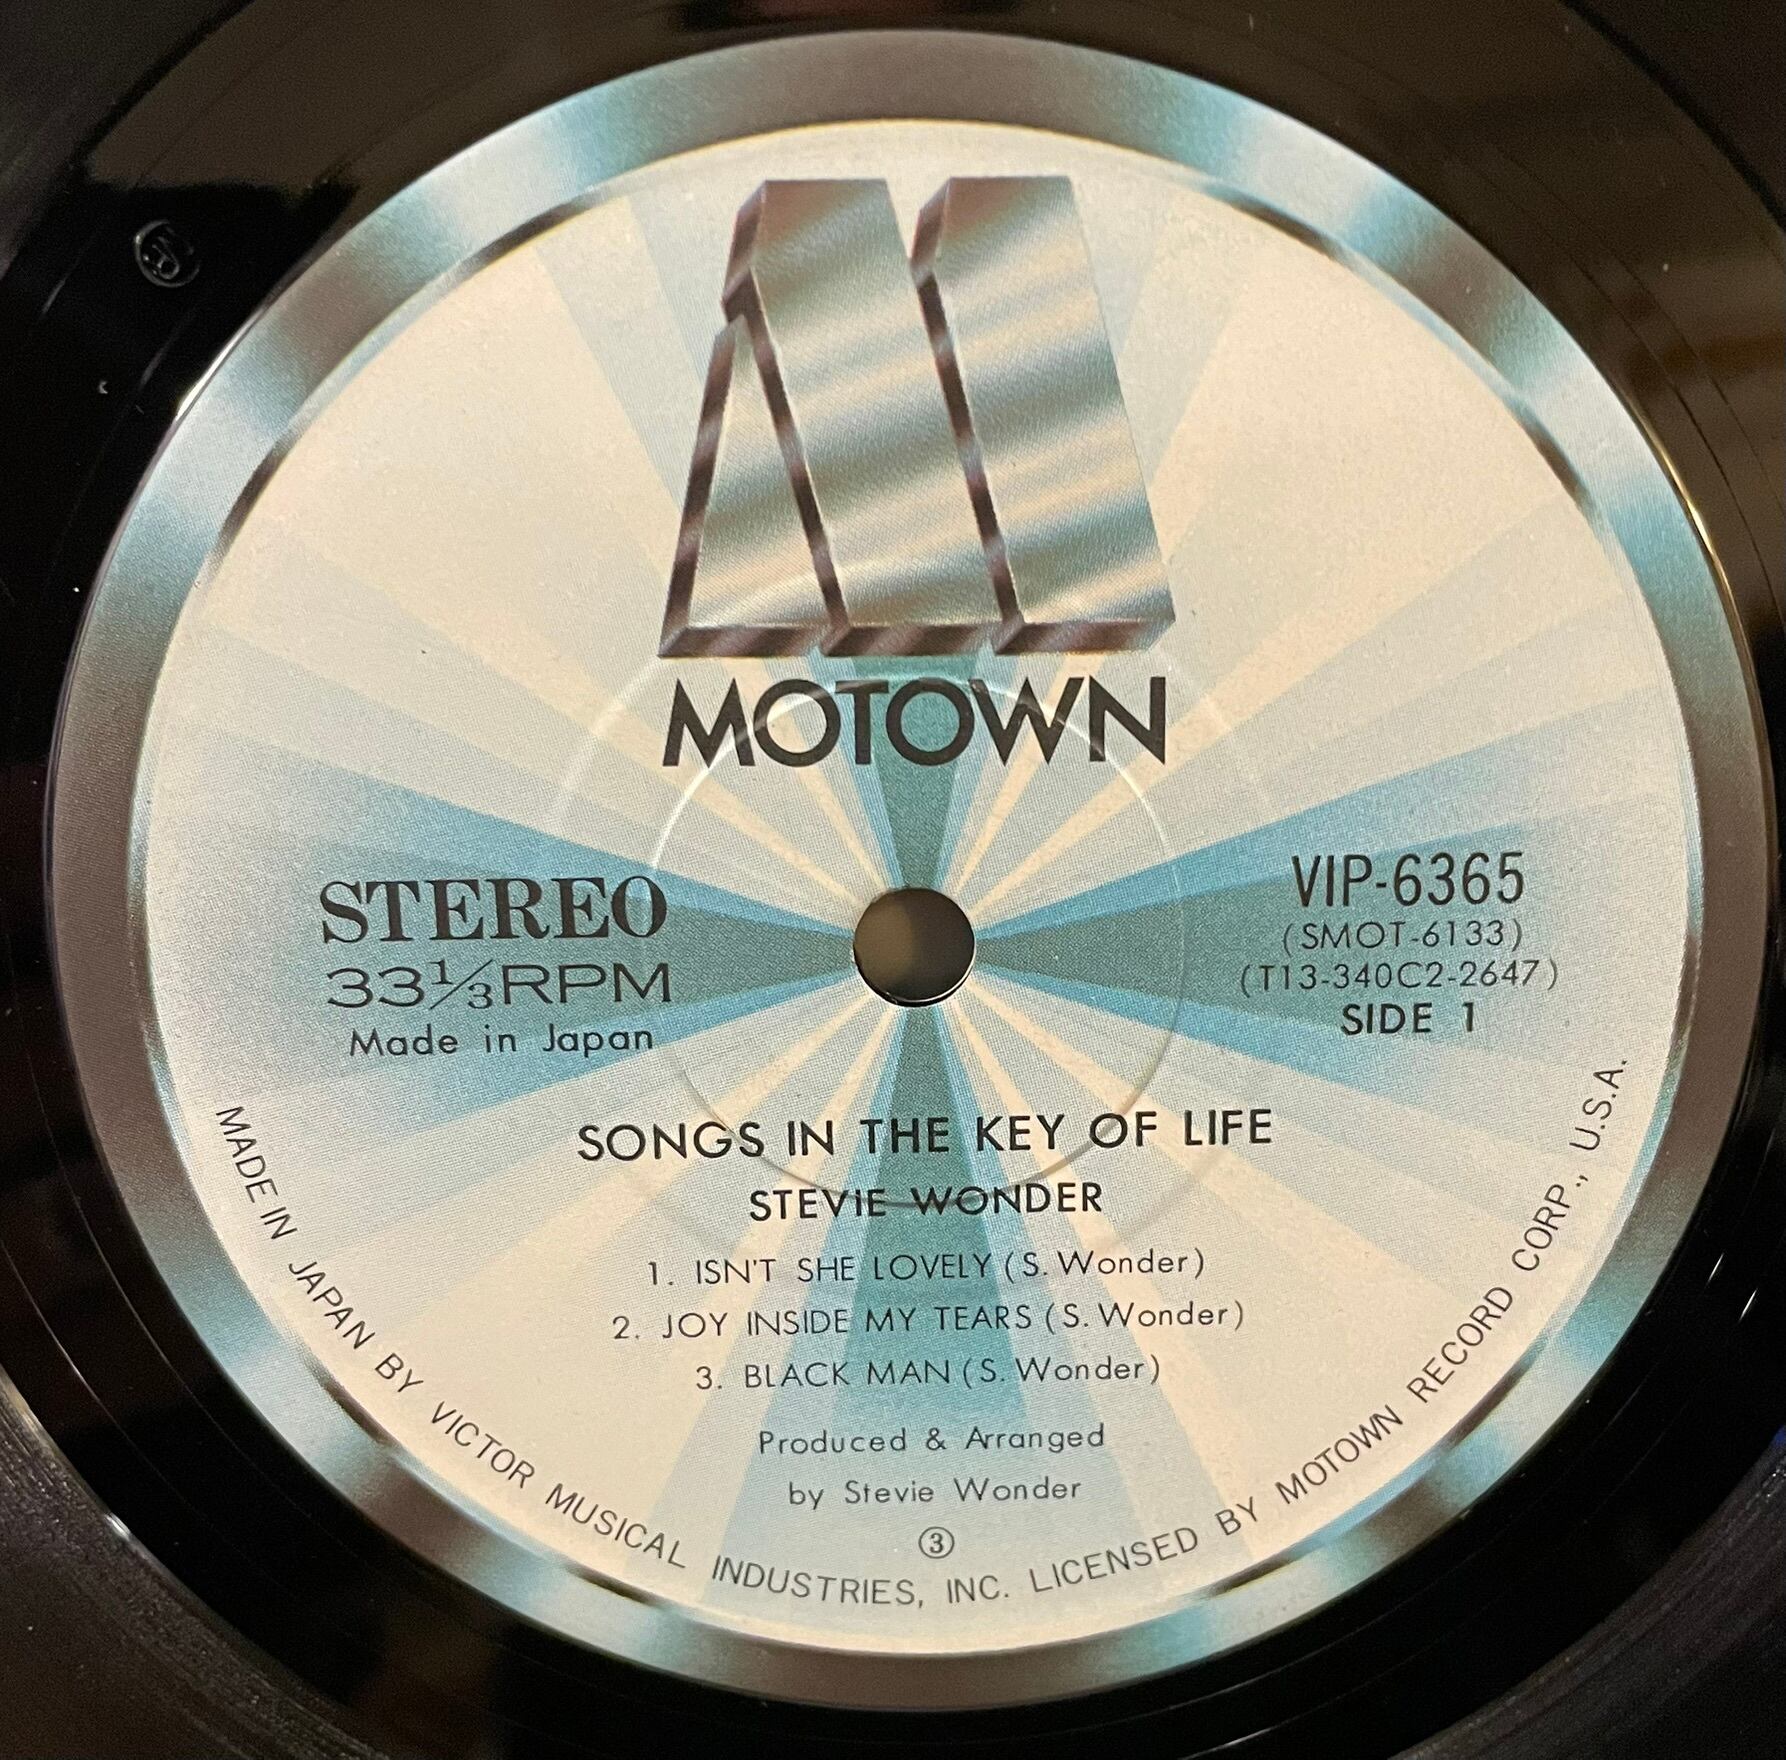 MOTOWN
STEREO
33⅓RPM
Made in Japan
VIP-6365
(SMOT-6133)
(T13-340C2-2647)
SIDE 1
SONGS IN THE KEY OF LIFE
STEVIE WONDER
1. ISN'T SHE LOVELY (S. Wonder)
2. JOY INSIDE MY TEARS (S. Wonder)
3. BLACK MAN (S. Wonder)
Produced & Arranged
by Stevie Wonder
③
MADE IN JAPAN BY VICTOR MUSICAL INDUSTRIES, INC. LICENSED BY MOTOWN RECORD CORP., U.S.A.